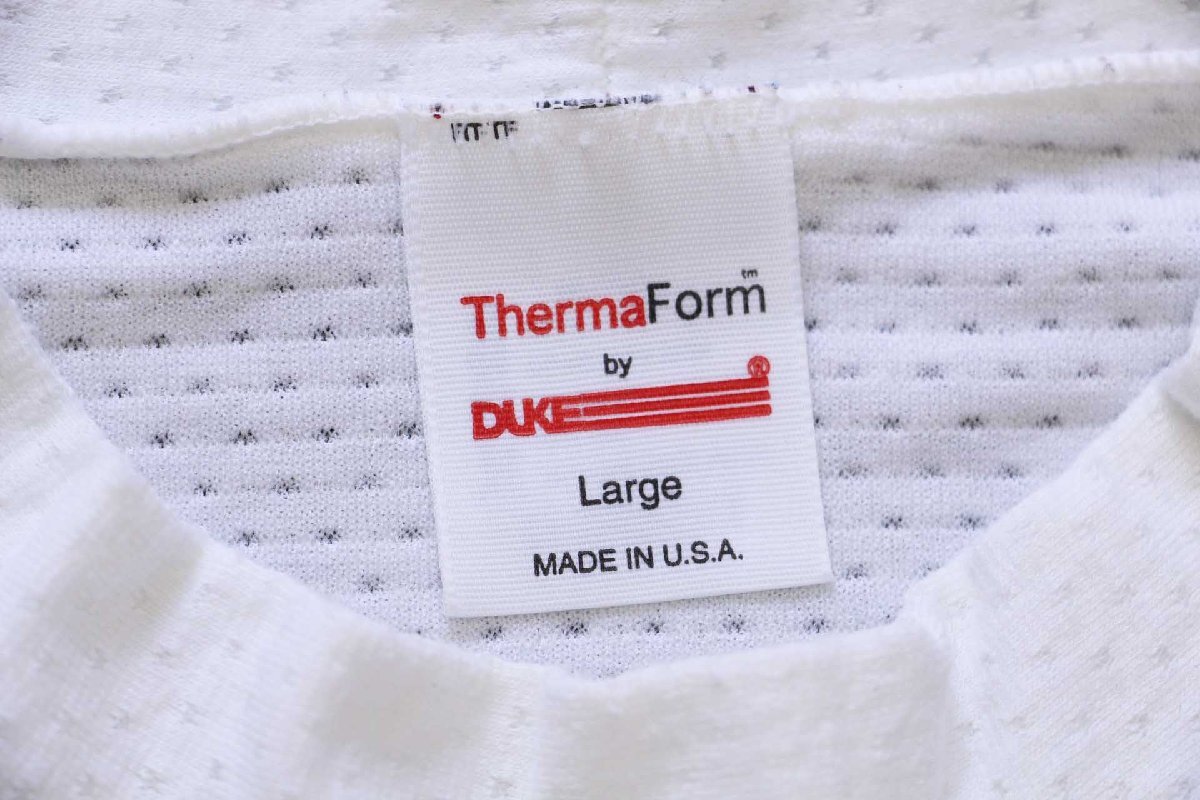 ThermaForm™
by
DUKE®
Large
MADE IN U.S.A.